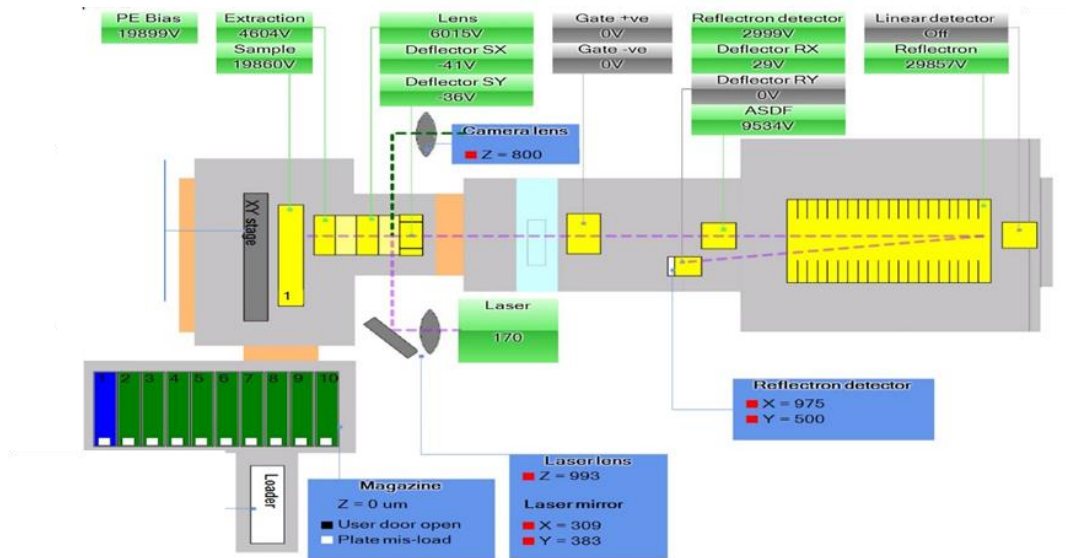 PE Bias
19899V
Extraction
4604V
Sample
19860V
Lens
6015V
Deflector SX
-41V
Deflector SY
-36V
Gate +ve
0V
Gate -ve
0V
Reflectron detector
2999V
Deflector RX
29V
Deflector RY
0V
ASDF
9534V
Linear detector
Off
Reflectron
29857V
Camera lens
Z = 800
XY stage
1
Laser
170
1 2 3 4 5 6 7 8 9 10
Reflectron detector
X = 975
Y = 500
Loader
Magazine
Z = 0 um
User door open
Plate mis-load
Laser lens
Z = 993
Laser mirror
X = 309
Y = 383